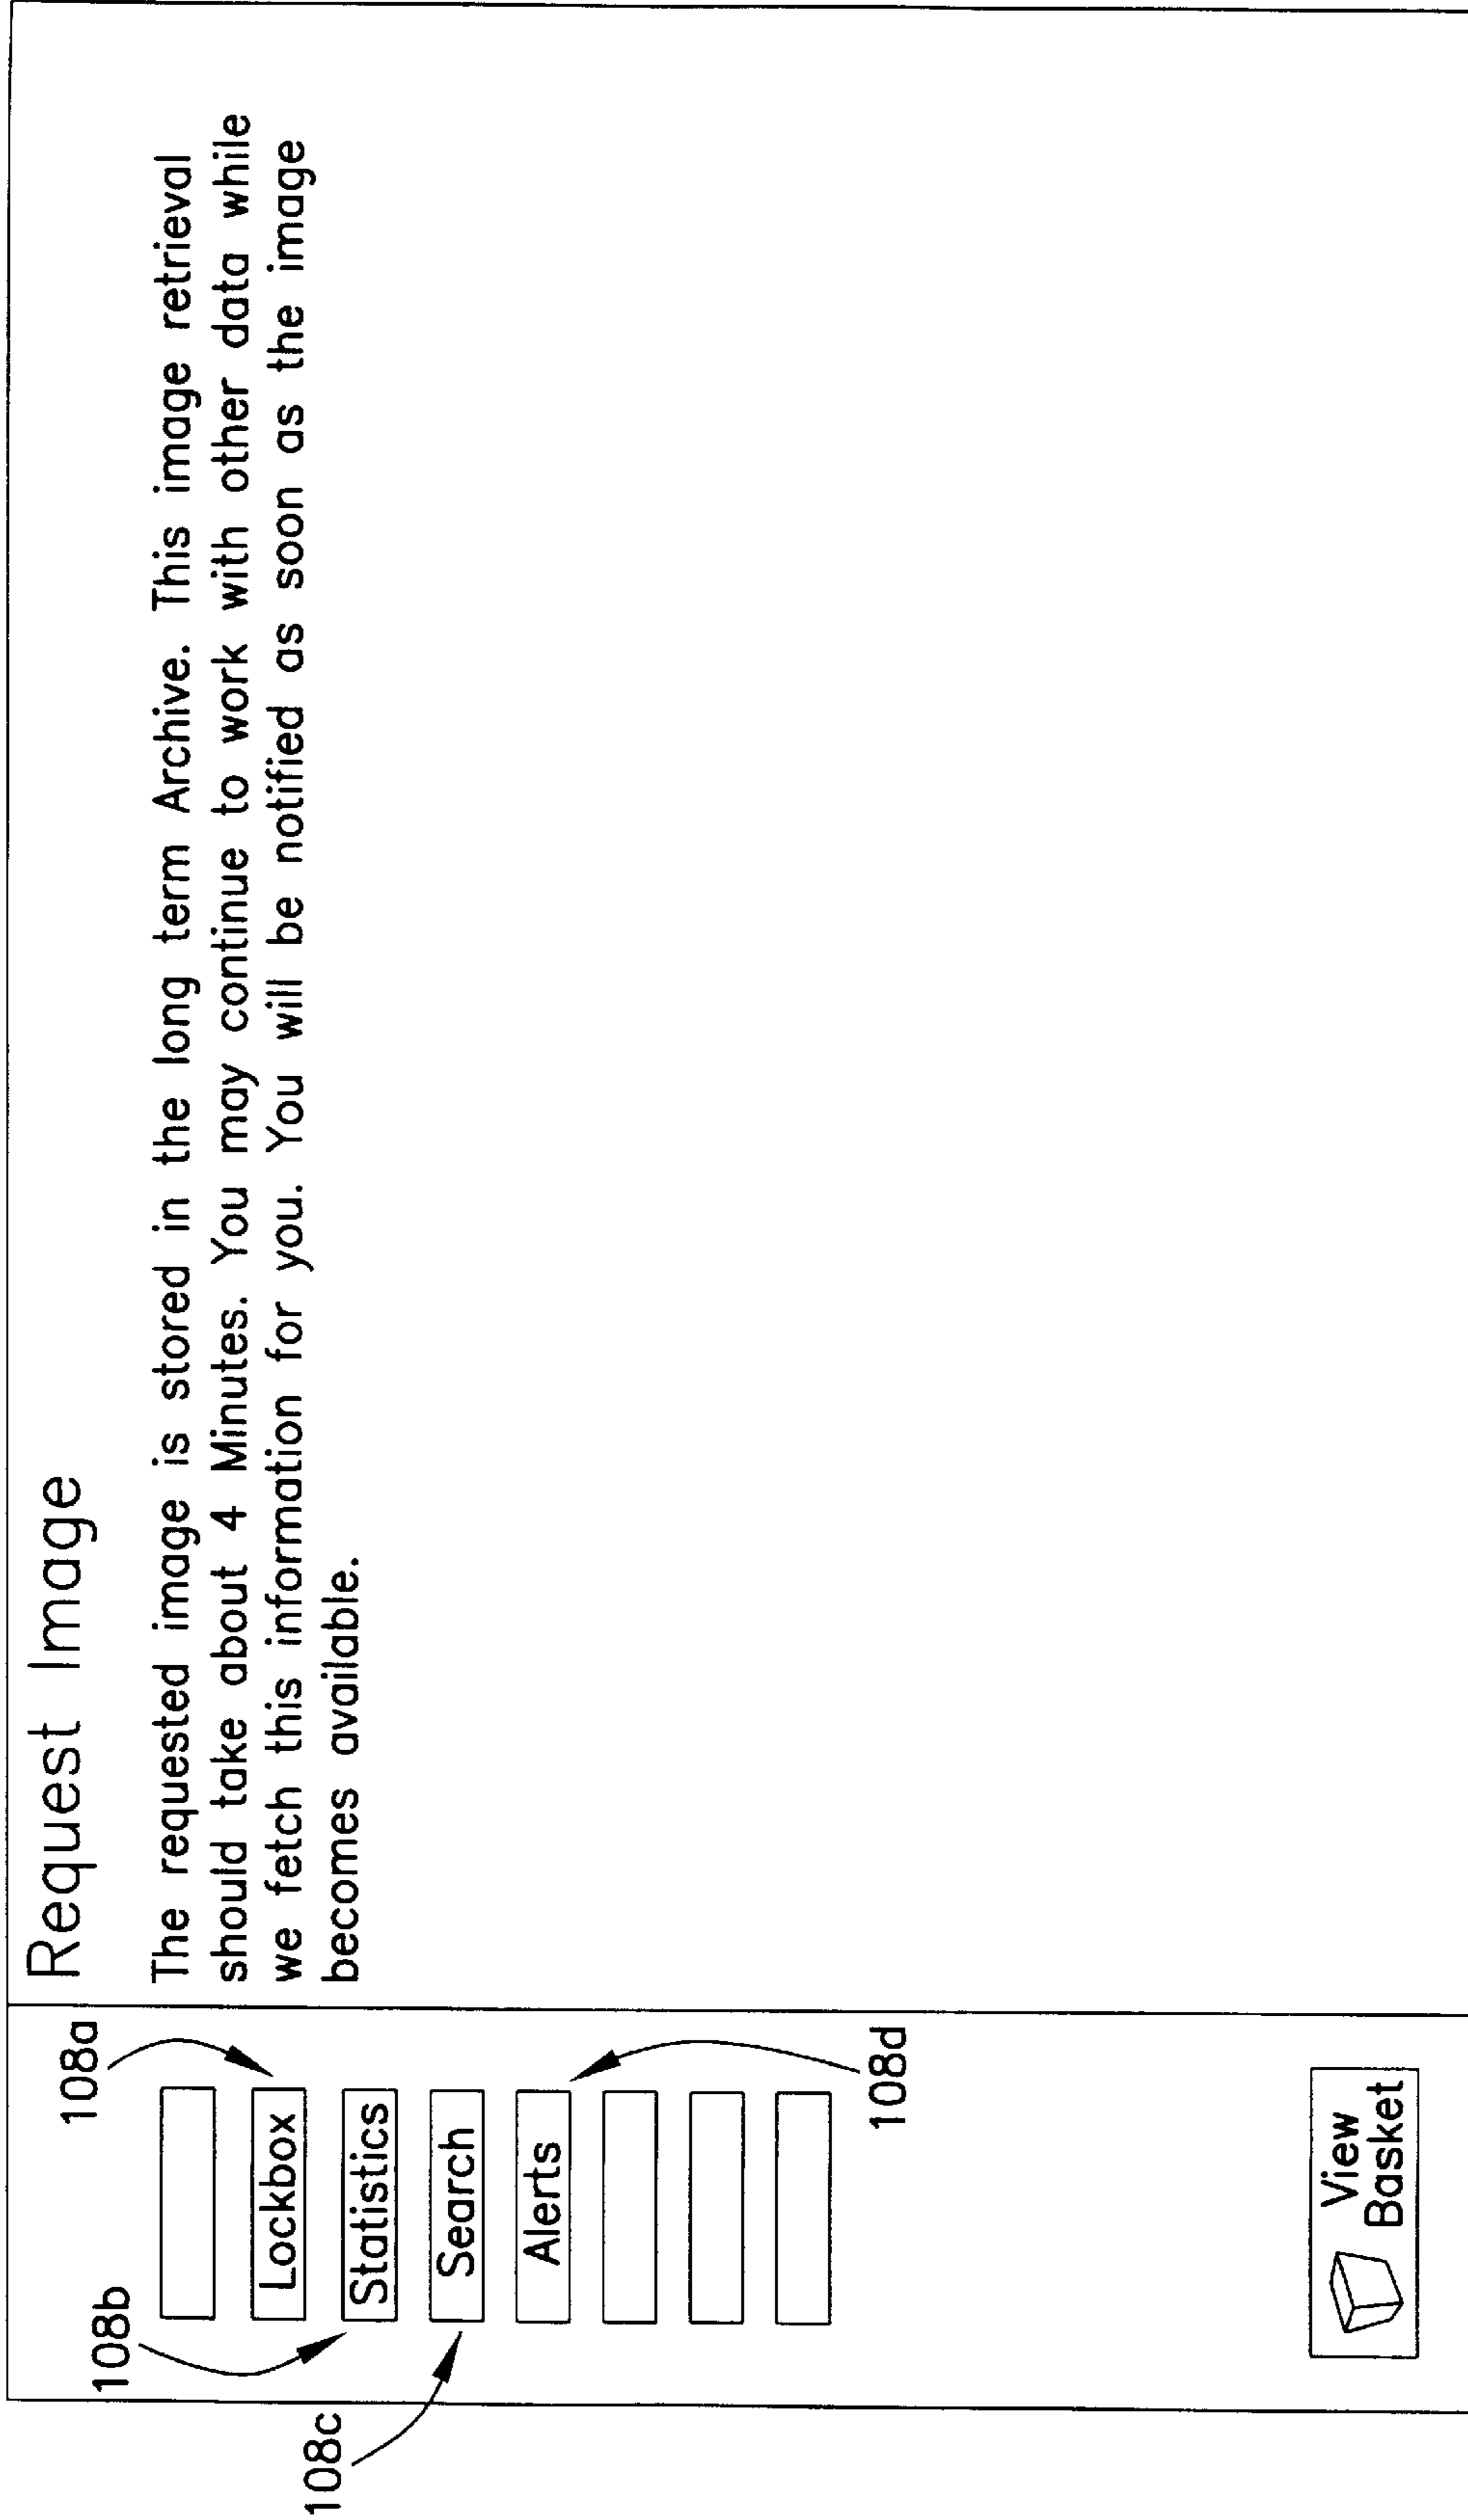 Request Image
The requested image is stored in the long term Archive. This image retrieval
should take about 4 Minutes. You may continue to work with other data while
we fetch this information for you. You will be notified as soon as the image
becomes available.
108a
108b
108c
Lockbox
Statistics
Search
Alerts
108d
View
Basket